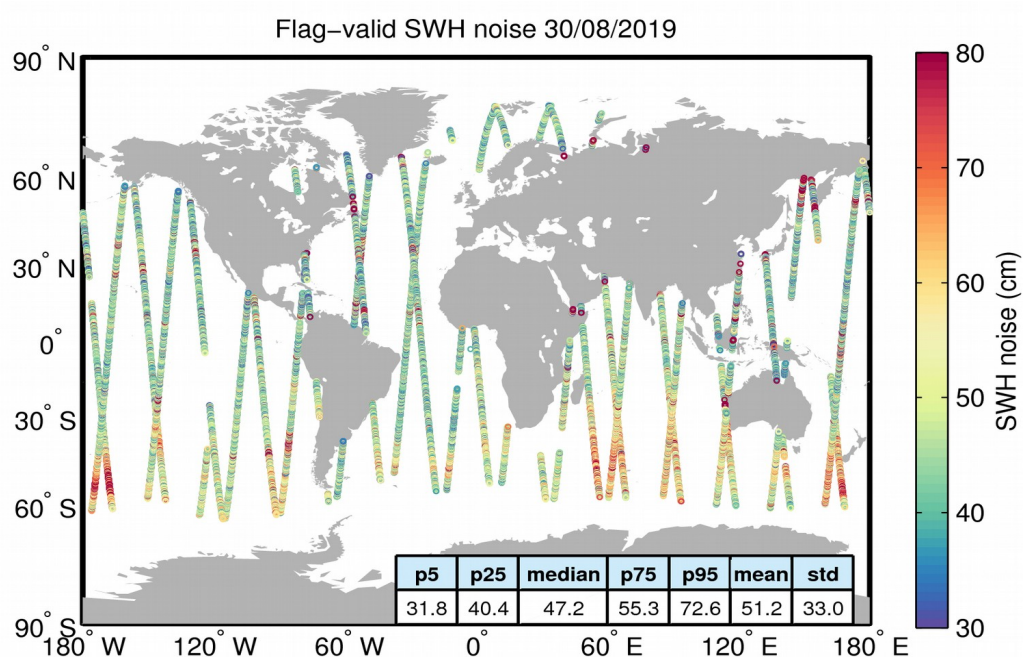 Flag−valid SWH noise 30/08/2019
90° N
60° N
30° N
0°
30° S
60° S
90° S
180° W
120° W
60° W
0°
60° E
120° E
180° E
p5 p25 median p75 p95 mean std
31.8 40.4 47.2 55.3 72.6 51.2 33.0
80
70
60
50
40
30
SWH noise (cm)